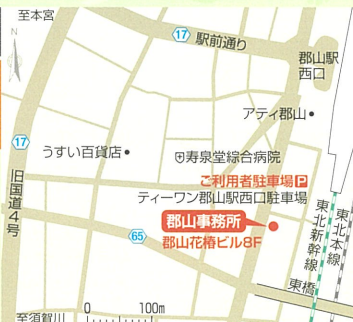 至本宮
N
17
駅前通り
郡山駅
西口
アティ郡山
17
うすい百貨店
寿泉堂綜合病院
ご利用者駐車場P
ティーワン郡山駅西口駐車場
旧国道4号
郡山事務所
65
郡山花椿ビル8F
東北新幹線
東北本線
東橋
0 100m
至須賀川